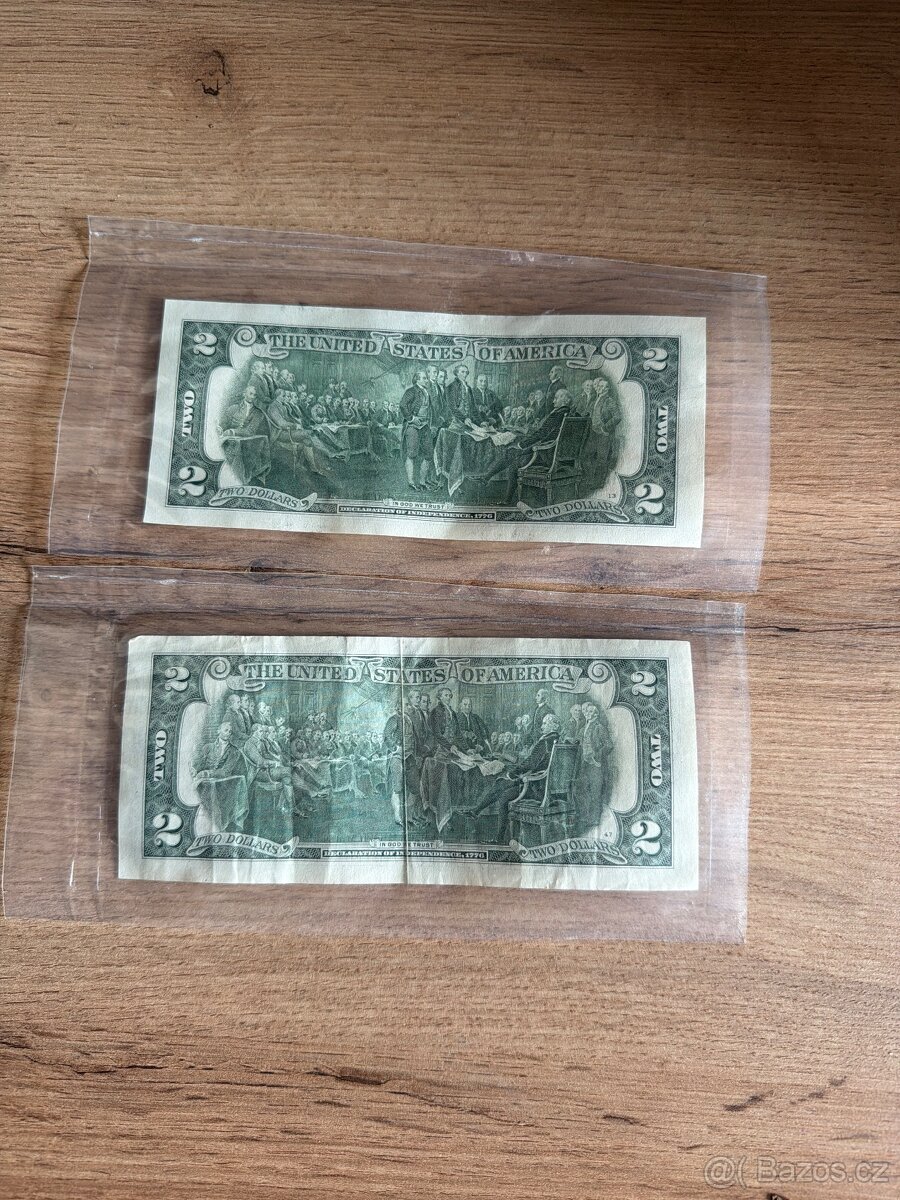 THE UNITED STATES OF AMERICA
2
2
TWO
TWO
2
2
TWO DOLLARS
IN GOD WE TRUST
13
TWO DOLLARS
DECLARATION OF INDEPENDENCE, 1776
THE UNITED STATES OF AMERICA
2
2
TWO
TWO
2
2
TWO DOLLARS
IN GOD WE TRUST
47
TWO DOLLARS
DECLARATION OF INDEPENDENCE, 1776
@( Bazos.cz